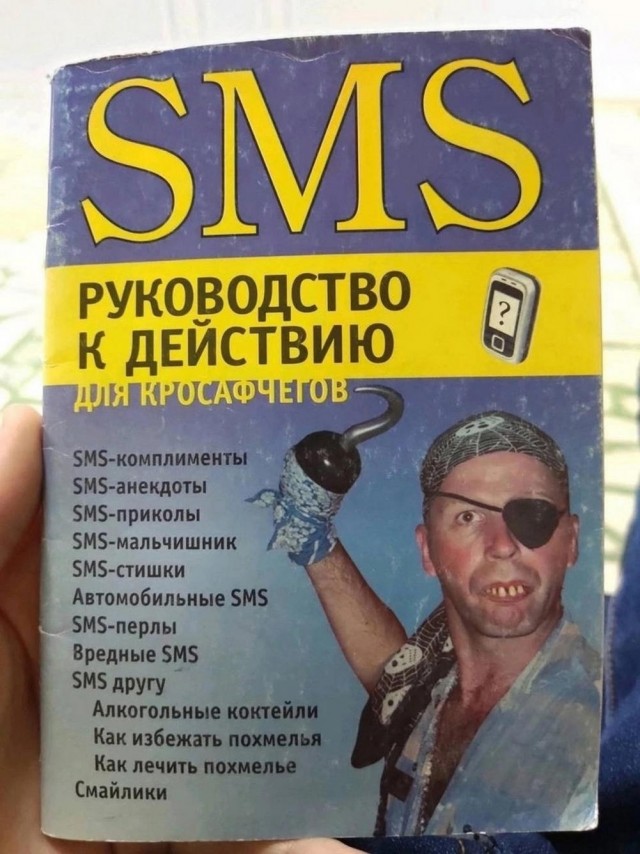 SMS
РУКОВОДСТВО
К ДЕЙСТВИЮ
?
ДЛЯ КРОСАФЧЕГОВ
SMS-комплименты
SMS-анекдоты
SMS-приколы
SMS-мальчишник
SMS-стишки
Автомобильные SMS
SMS-перлы
Вредные SMS
SMS другу
Алкогольные коктейли
Как избежать похмелья
Как лечить похмелье
Смайлики